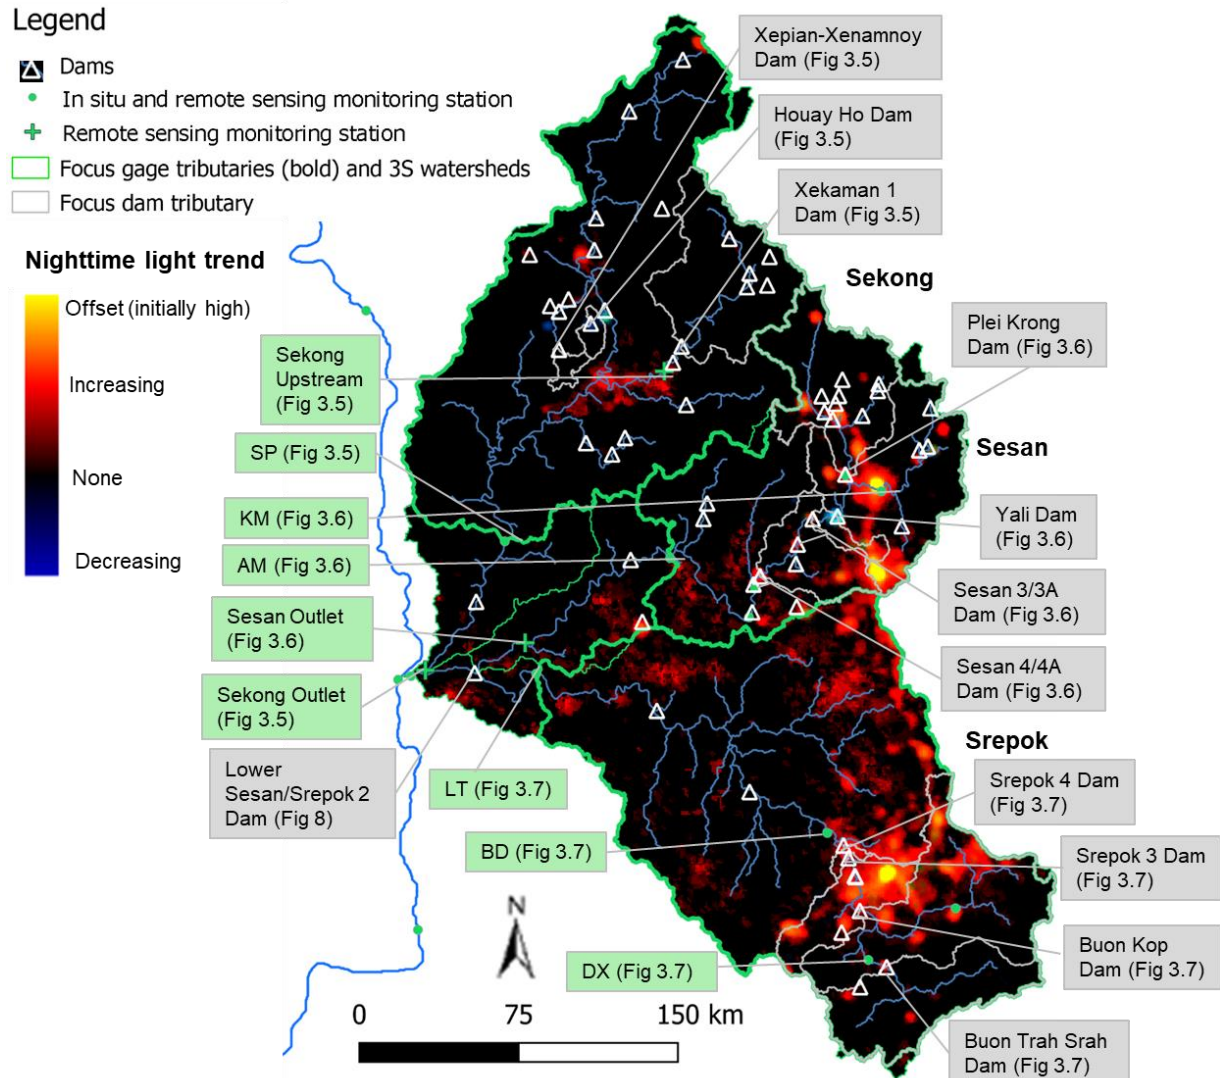 Legend
Dams
In situ and remote sensing monitoring station
Remote sensing monitoring station
Focus gage tributaries (bold) and 3S watersheds
Focus dam tributary
Nighttime light trend
Offset (initially high)
Increasing
None
Decreasing
Xepian-Xenamnoy
Dam (Fig 3.5)
Houay Ho Dam
(Fig 3.5)
Xekaman 1
Dam (Fig 3.5)
Sekong
Plei Krong
Dam (Fig 3.6)
Sekong
Upstream
(Fig 3.5)
SP (Fig 3.5)
Sesan
KM (Fig 3.6)
Yali Dam
(Fig 3.6)
AM (Fig 3.6)
Sesan 3/3A
Dam (Fig 3.6)
Sesan Outlet
(Fig 3.6)
Sesan 4/4A
Dam (Fig 3.6)
Sekong Outlet
(Fig 3.5)
Srepok
Lower
Sesan/Srepok 2
Dam (Fig 8)
LT (Fig 3.7)
Srepok 4 Dam
(Fig 3.7)
BD (Fig 3.7)
Srepok 3 Dam
(Fig 3.7)
N
Buon Kop
Dam (Fig 3.7)
DX (Fig 3.7)
0 75 150 km
Buon Trah Srah
Dam (Fig 3.7)